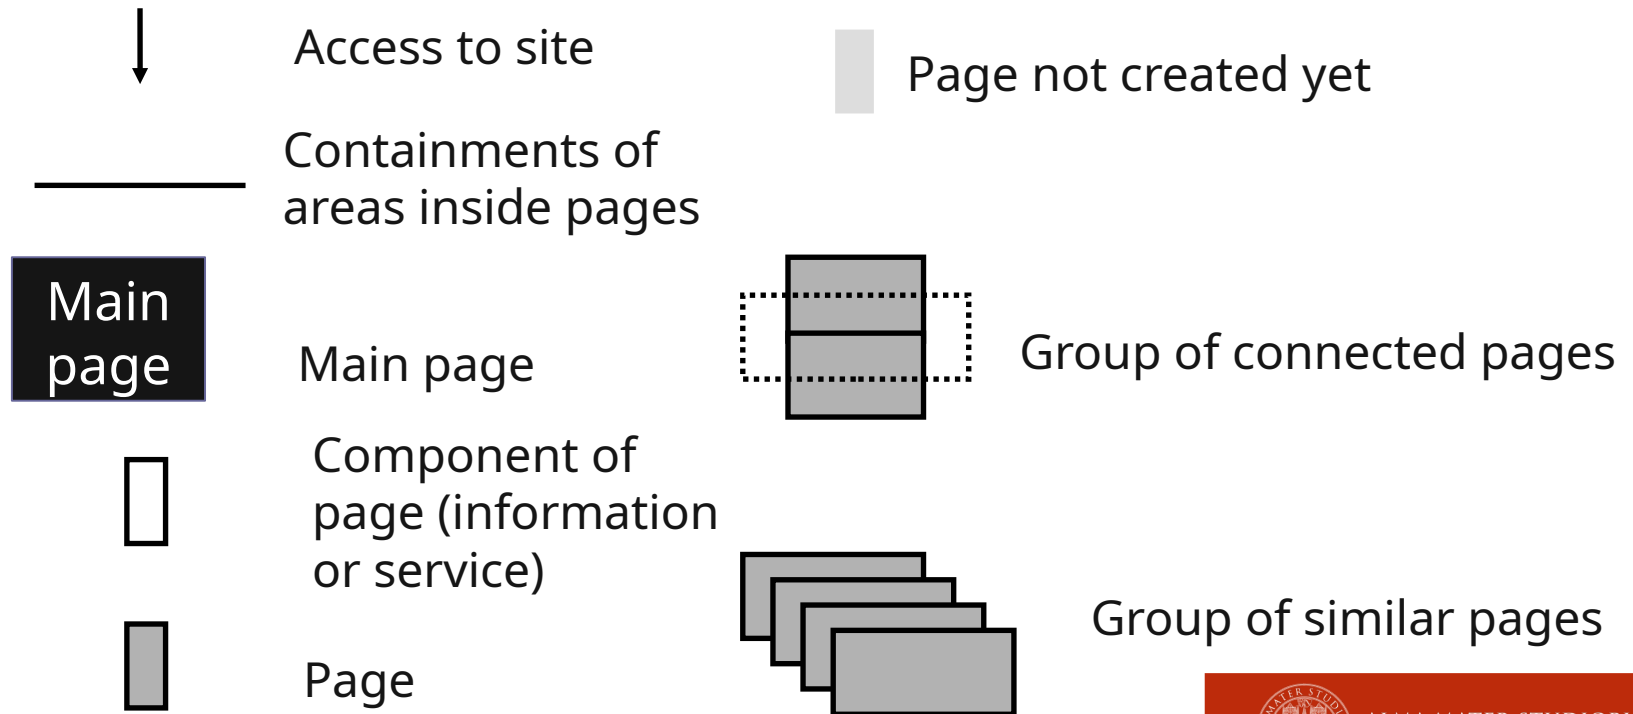 Access to site
Page not created yet
Containments of
areas inside pages
Main
page
Main page
Group of connected pages
Component of
page (information
or service)
Group of similar pages
Page